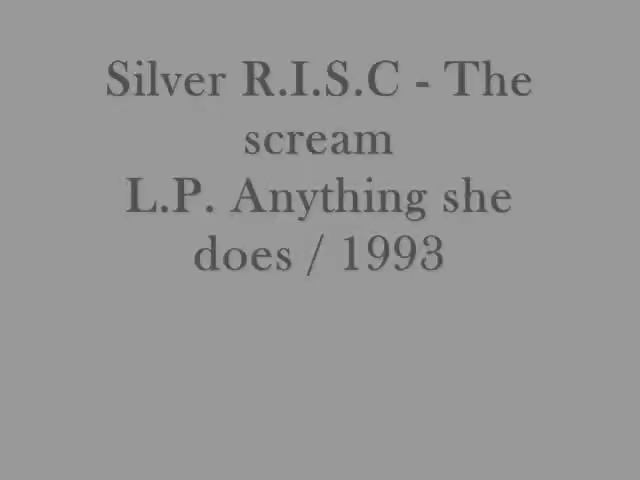 Silver R.I.S.C - The
scream
L.P. Anything she
does / 1993